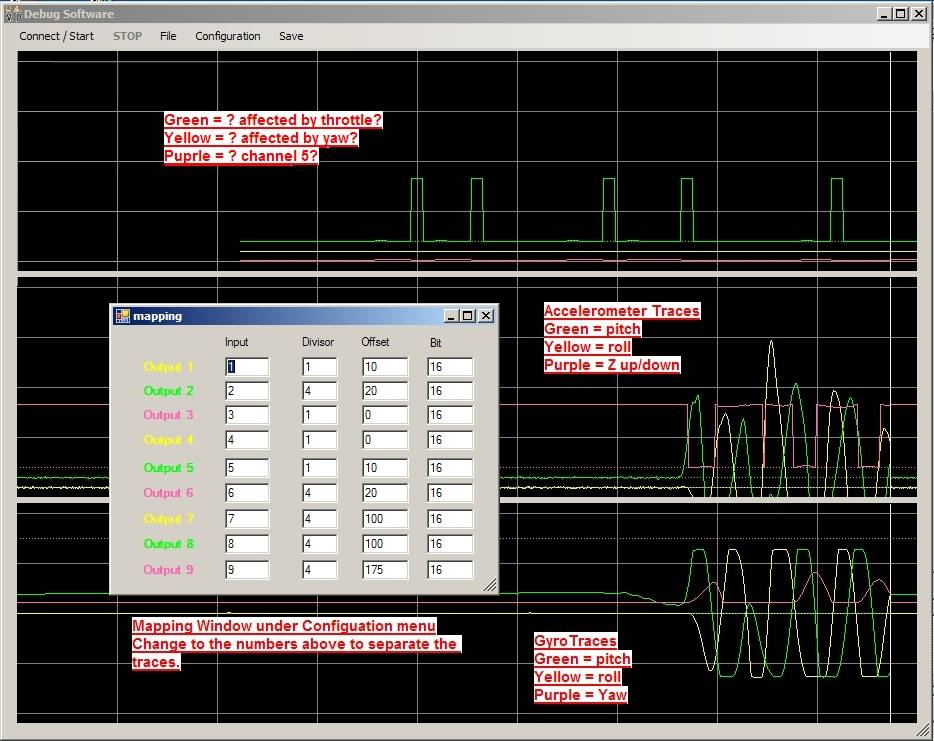 Debug Software
Connect / Start STOP File Configuration Save
Green = ? affected by throttle?
Yellow = ? affected by yaw?
Puprle = ? channel 5?
Accelerometer Traces
Green = pitch
Yellow = roll
Purple = Z up/down
mapping
Input Divisor Offset Bit
Output 1 1 1 10 16
Output 2 2 4 20 16
Output 3 3 1 0 16
Output 4 4 1 0 16
Output 5 5 1 10 16
Output 6 6 4 20 16
Output 7 7 4 100 16
Output 8 8 4 100 16
Output 9 9 4 175 16
Mapping Window under Configuation menu
Change to the numbers above to separate the
traces.
Gyro Traces
Green = pitch
Yellow = roll
Purple = Yaw